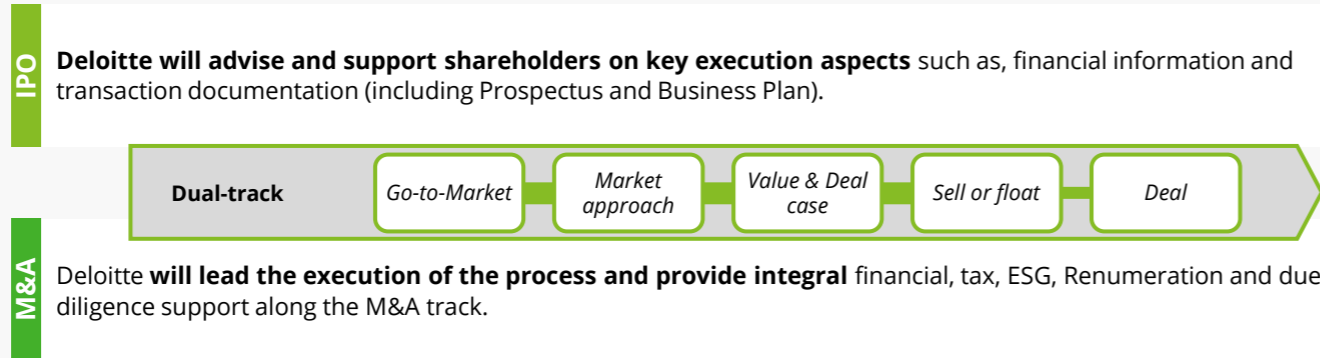 IPO
Deloitte will advise and support shareholders on key execution aspects such as, financial information and
transaction documentation (including Prospectus and Business Plan).
Dual-track
Go-to-Market
Market
approach
Value & Deal
case
Sell or float
Deal
M&A
Deloitte will lead the execution of the process and provide integral financial, tax, ESG, Renumeration and due
diligence support along the M&A track.